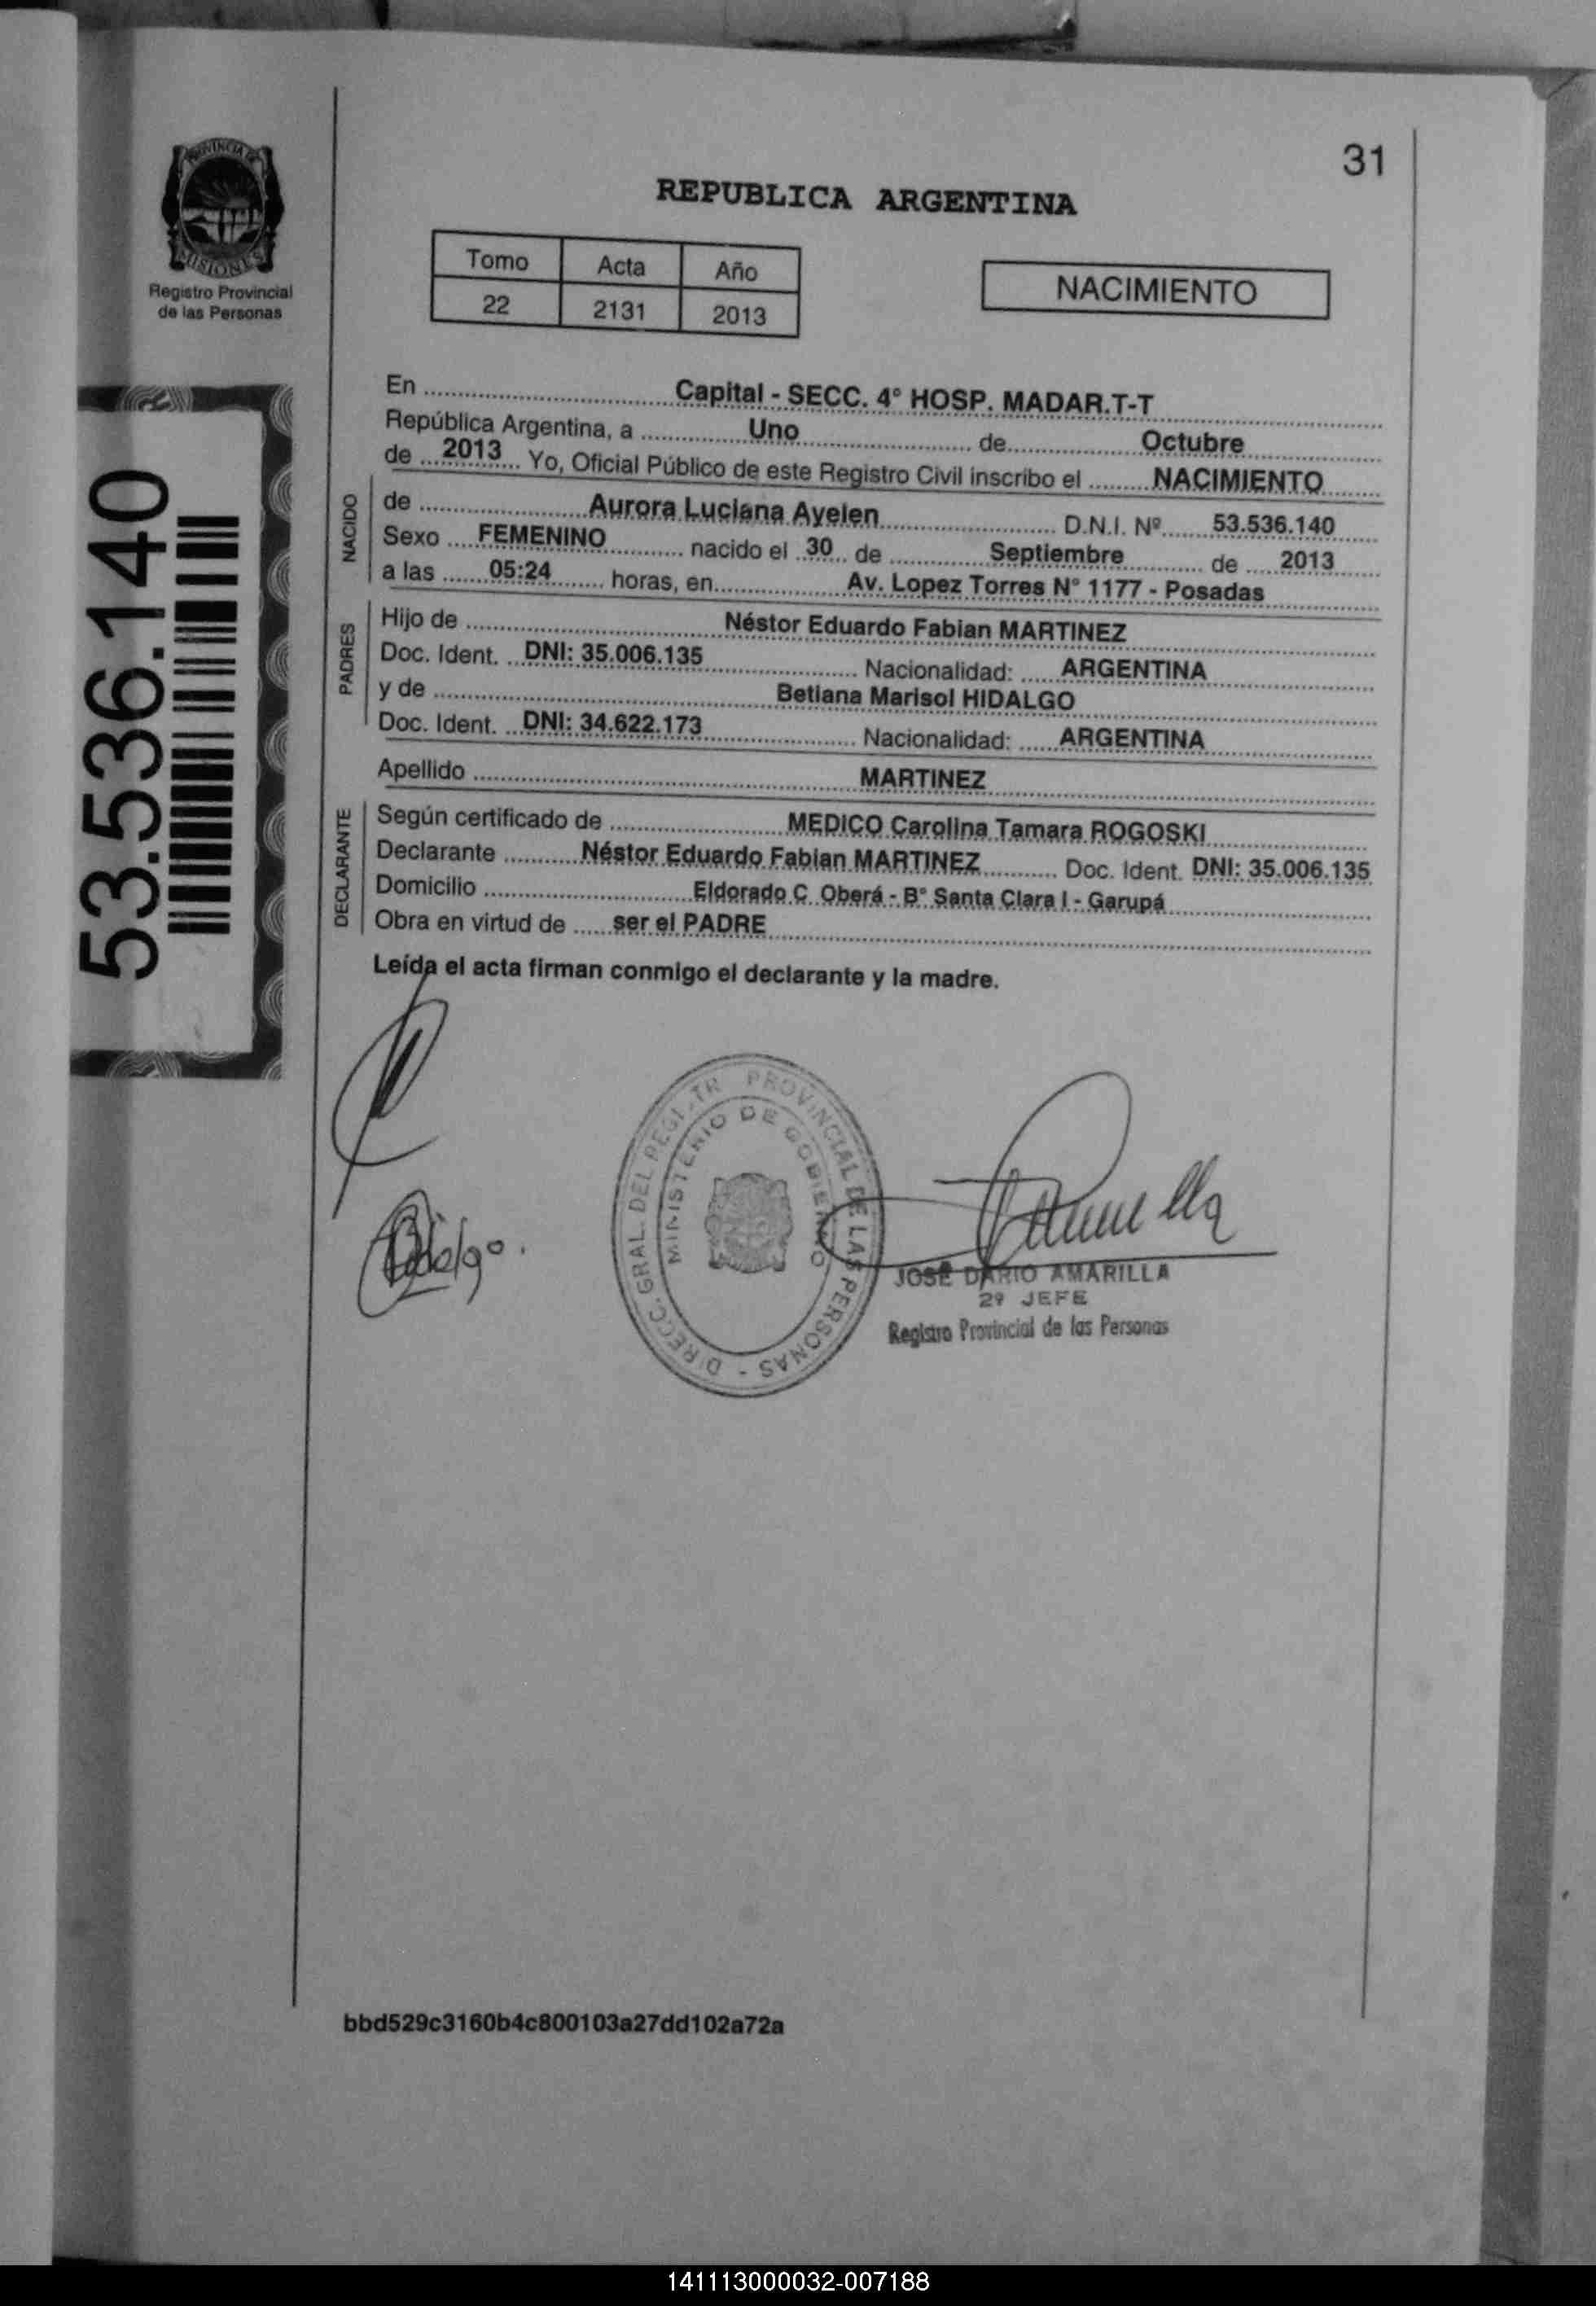 31
PROVINCIA DE
MISIONES
Registro Provincial
de las Personas
REPUBLICA ARGENTINA
Tomo Acta Año
22 2131 2013
NACIMIENTO
53.536.140
En Capital - SECC. 4° HOSP. MADAR.T-T
República Argentina, a Uno de Octubre
de 2013 Yo, Oficial Público de este Registro Civil inscribo el NACIMIENTO
NACIDO
de Aurora Luciana Ayelen D.N.I. Nº 53.536.140
Sexo FEMENINO nacido el 30 de Septiembre de 2013
a las 05:24 horas, en Av. Lopez Torres N° 1177 - Posadas
PADRES
Hijo de Néstor Eduardo Fabian MARTINEZ
Doc. Ident. DNI: 35.006.135 Nacionalidad: ARGENTINA
y de Betiana Marisol HIDALGO
Doc. Ident. DNI: 34.622.173 Nacionalidad: ARGENTINA
Apellido MARTINEZ
DECLARANTE
Según certificado de MEDICO Carolina Tamara ROGOSKI
Declarante Néstor Eduardo Fabian MARTINEZ Doc. Ident. DNI: 35.006.135
Domicilio Eldorado C Oberá - B° Santa Clara I - Garupá
Obra en virtud de ser el PADRE
Leída el acta firman conmigo el declarante y la madre.
DIRECC. GRAL. DEL REGISTR PROVINCIAL DE LAS PERSONAS -
MINISTERIO DE GOBIERNO
JOSÉ DARIO AMARILLA
2º JEFE
Registro Provincial de las Personas
bbd529c3160b4c800103a27dd102a72a
141113000032-007188